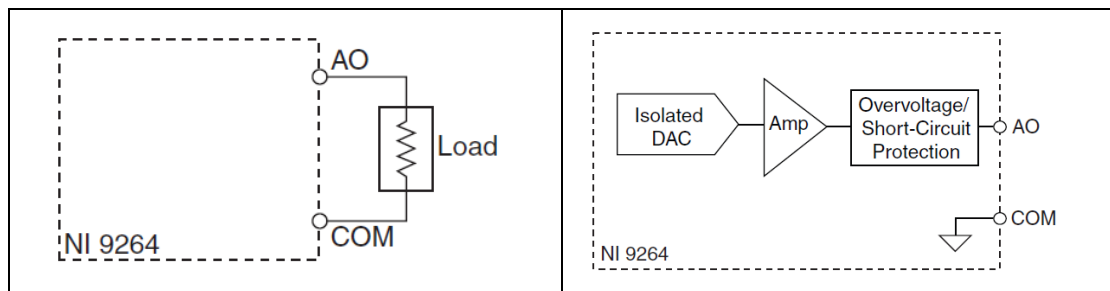 AO
Load
COM
NI 9264
Isolated
DAC
Amp
Overvoltage/
Short-Circuit
Protection
AO
COM
NI 9264